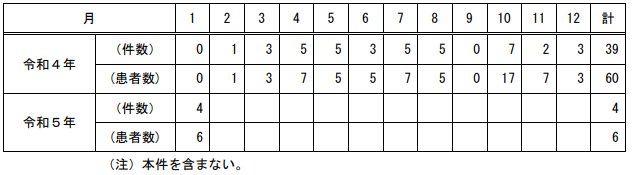 月 1 2 3 4 5 6 7 8 9 10 11 12 計
令和４年 （件数） 0 1 3 5 5 3 5 5 0 7 2 3 39
（患者数） 0 1 3 7 5 5 7 5 0 17 7 3 60
令和５年 （件数） 4 4
（患者数） 6 6
（注）本件を含まない。